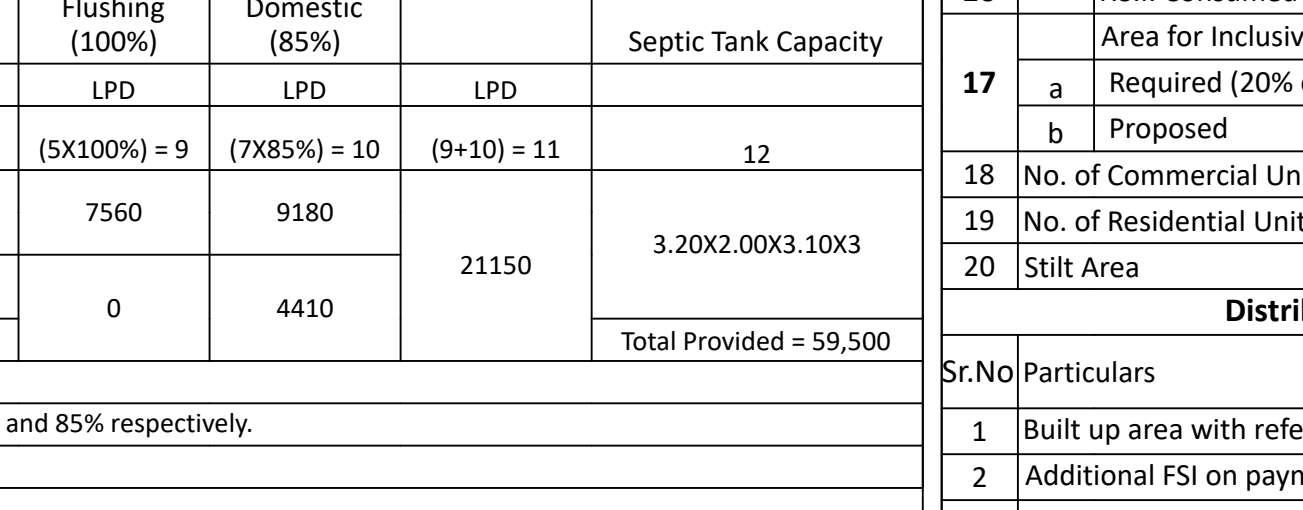 Flushing
(100%)
Domestic
(85%)
Septic Tank Capacity
LPD
LPD
LPD
(5X100%) = 9
(7X85%) = 10
(9+10) = 11
12
7560
9180
21150
3.20X2.00X3.10X3
0
4410
Total Provided = 59,500
and 85% respectively.
Area for Inclusiv
17
a
Required (20%
b
Proposed
18
No. of Commercial Un
19
No. of Residential Unit
20
Stilt Area
Distri
Sr.No
Particulars
1
Built up area with refe
2
Additional FSI on paym